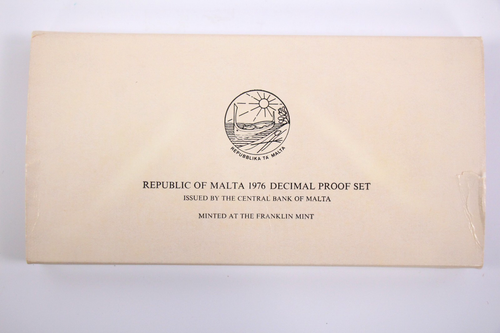 REPUBBLIKA TA MALTA
REPUBLIC OF MALTA 1976 DECIMAL PROOF SET
ISSUED BY THE CENTRAL BANK OF MALTA
MINTED AT THE FRANKLIN MINT